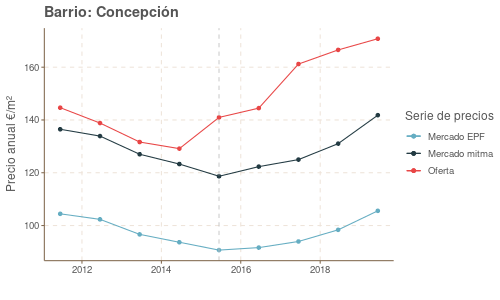 Barrio: Concepción
Precio anual €/m²
160
140
120
100
2012
2014
2016
2018
Serie de precios
Mercado EPF
Mercado mitma
Oferta